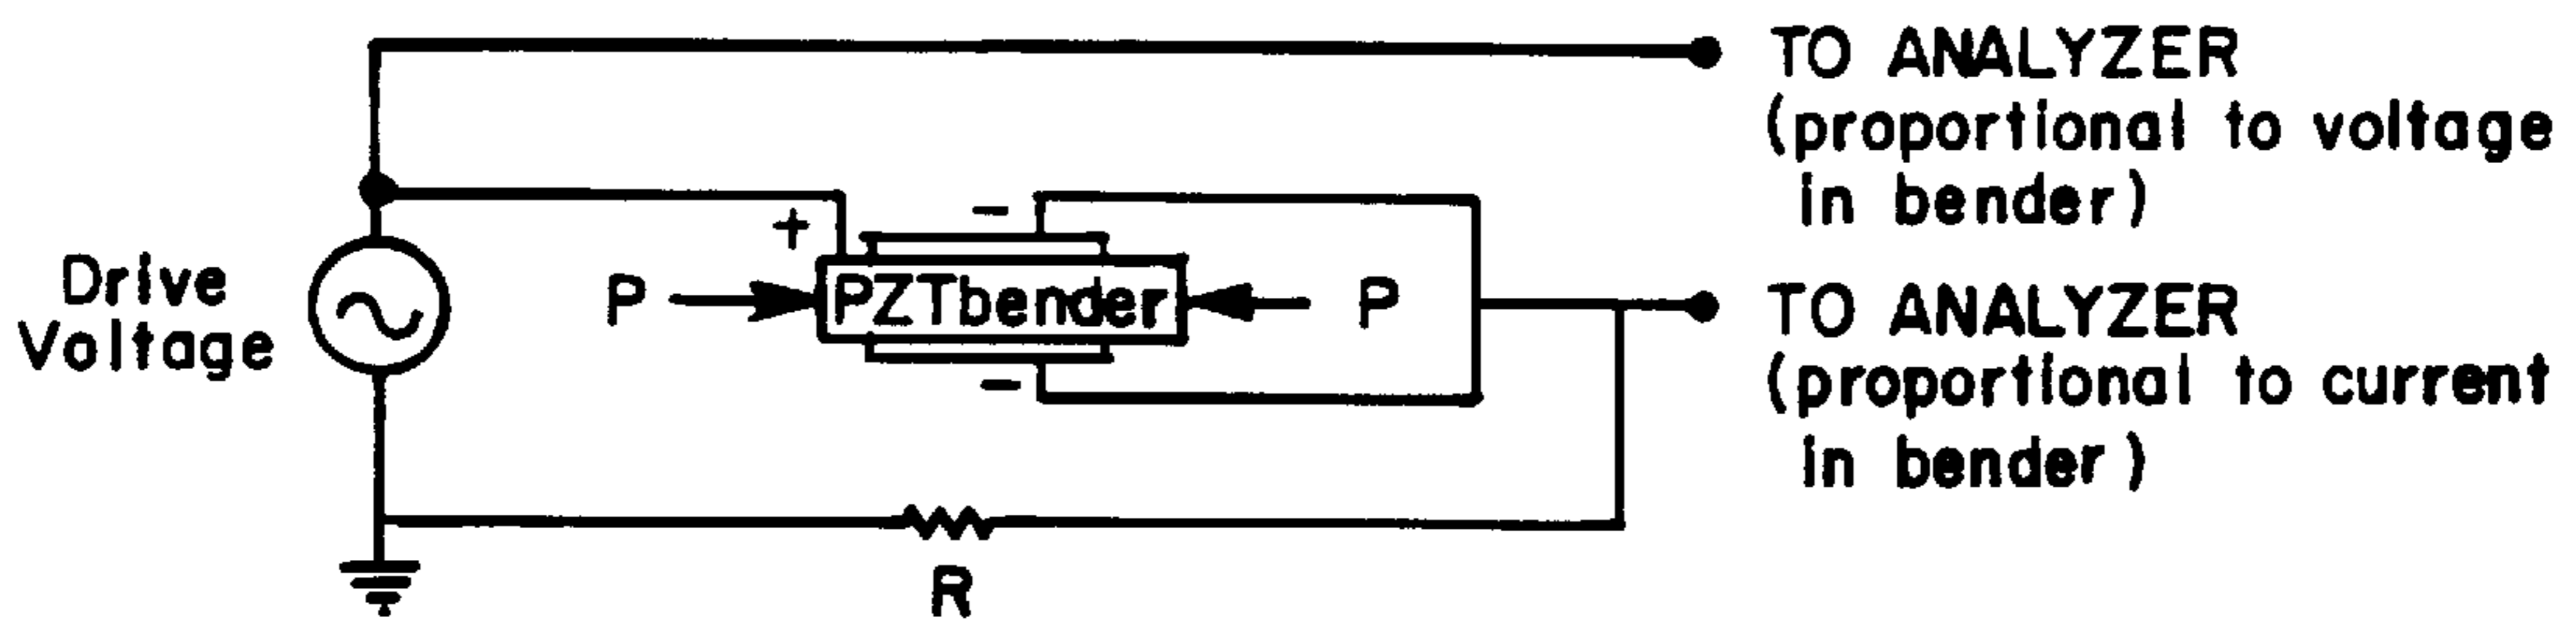 TO ANALYZER
(proportional to voltage
in bender)
+
-
Drive
Voltage
P
PZTbender
P
TO ANALYZER
(proportional to current
in bender)
-
R